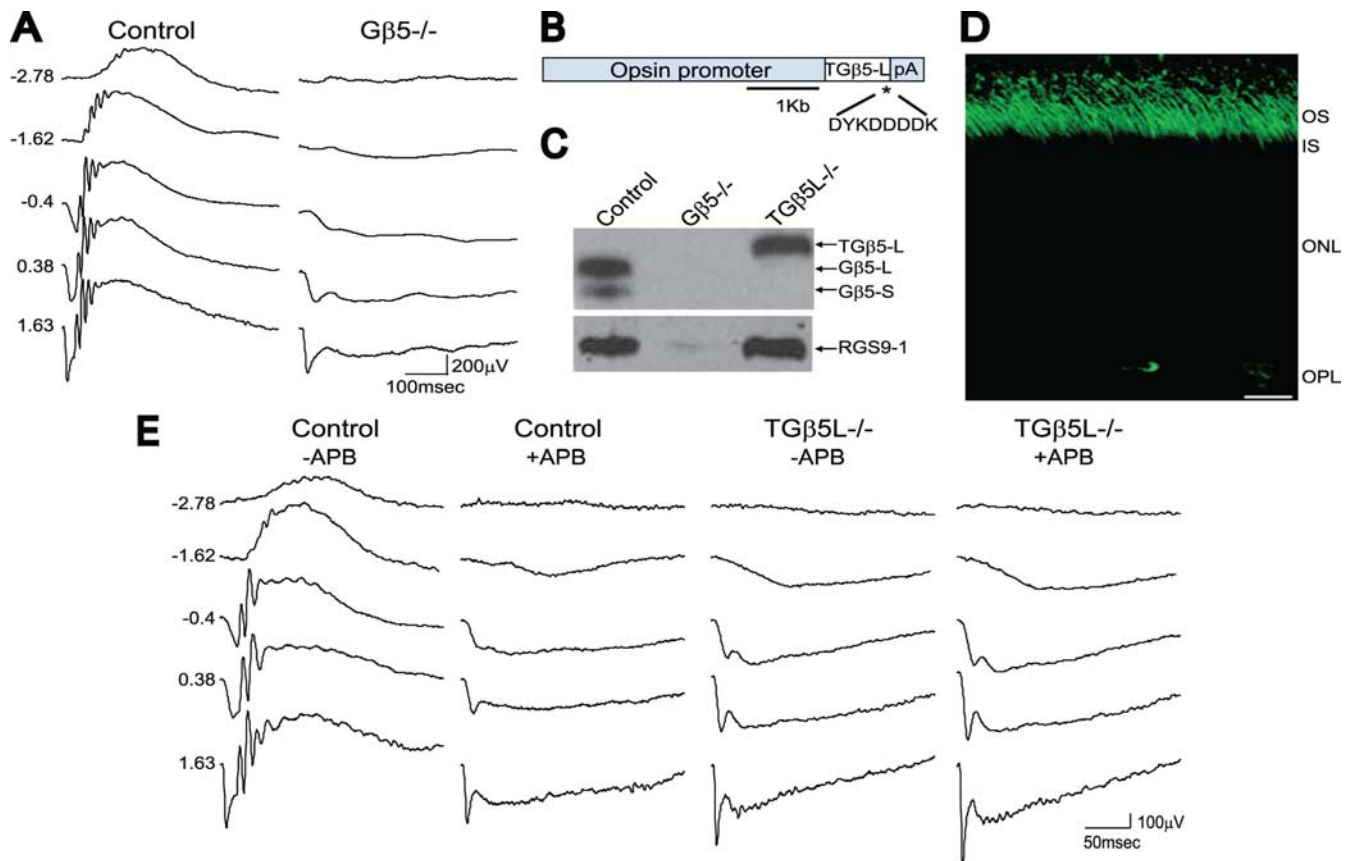 A
Control
Gβ5-/-
-2.78
-1.62
-0.4
0.38
1.63
200μV
100msec
B
Opsin promoter
TGβ5-L
pA
1Kb
*
DYKDDDDK
C
Control
Gβ5-/-
TGβ5L-/-
TGβ5-L
Gβ5-L
Gβ5-S
RGS9-1
D
OS
IS
ONL
OPL
E
Control
-APB
Control
+APB
TGβ5L-/-
-APB
TGβ5L-/-
+APB
-2.78
-1.62
-0.4
0.38
1.63
100μV
50msec